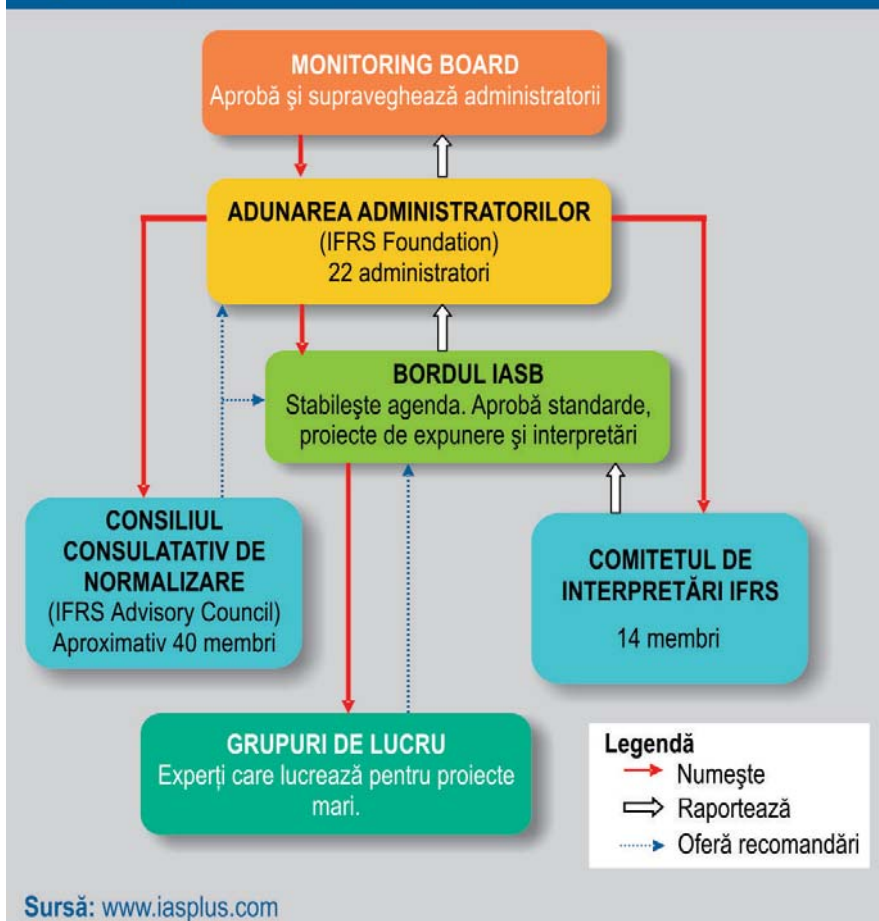 MONITORING BOARD
Aprobă şi supraveghează administratorii
ADUNAREA ADMINISTRATORILOR
(IFRS Foundation)
22 administratori
BORDUL IASB
Stabileşte agenda. Aprobă standarde,
proiecte de expunere şi interpretări
CONSILIUL
CONSULATATIV DE
NORMALIZARE
(IFRS Advisory Council)
Aproximativ 40 membri
COMITETUL DE
INTERPRETĂRI IFRS
14 membri
GRUPURI DE LUCRU
Experţi care lucrează pentru proiecte
mari.
Legendă
Numeşte
Raportează
Oferă recomandări
Sursă: www.iasplus.com